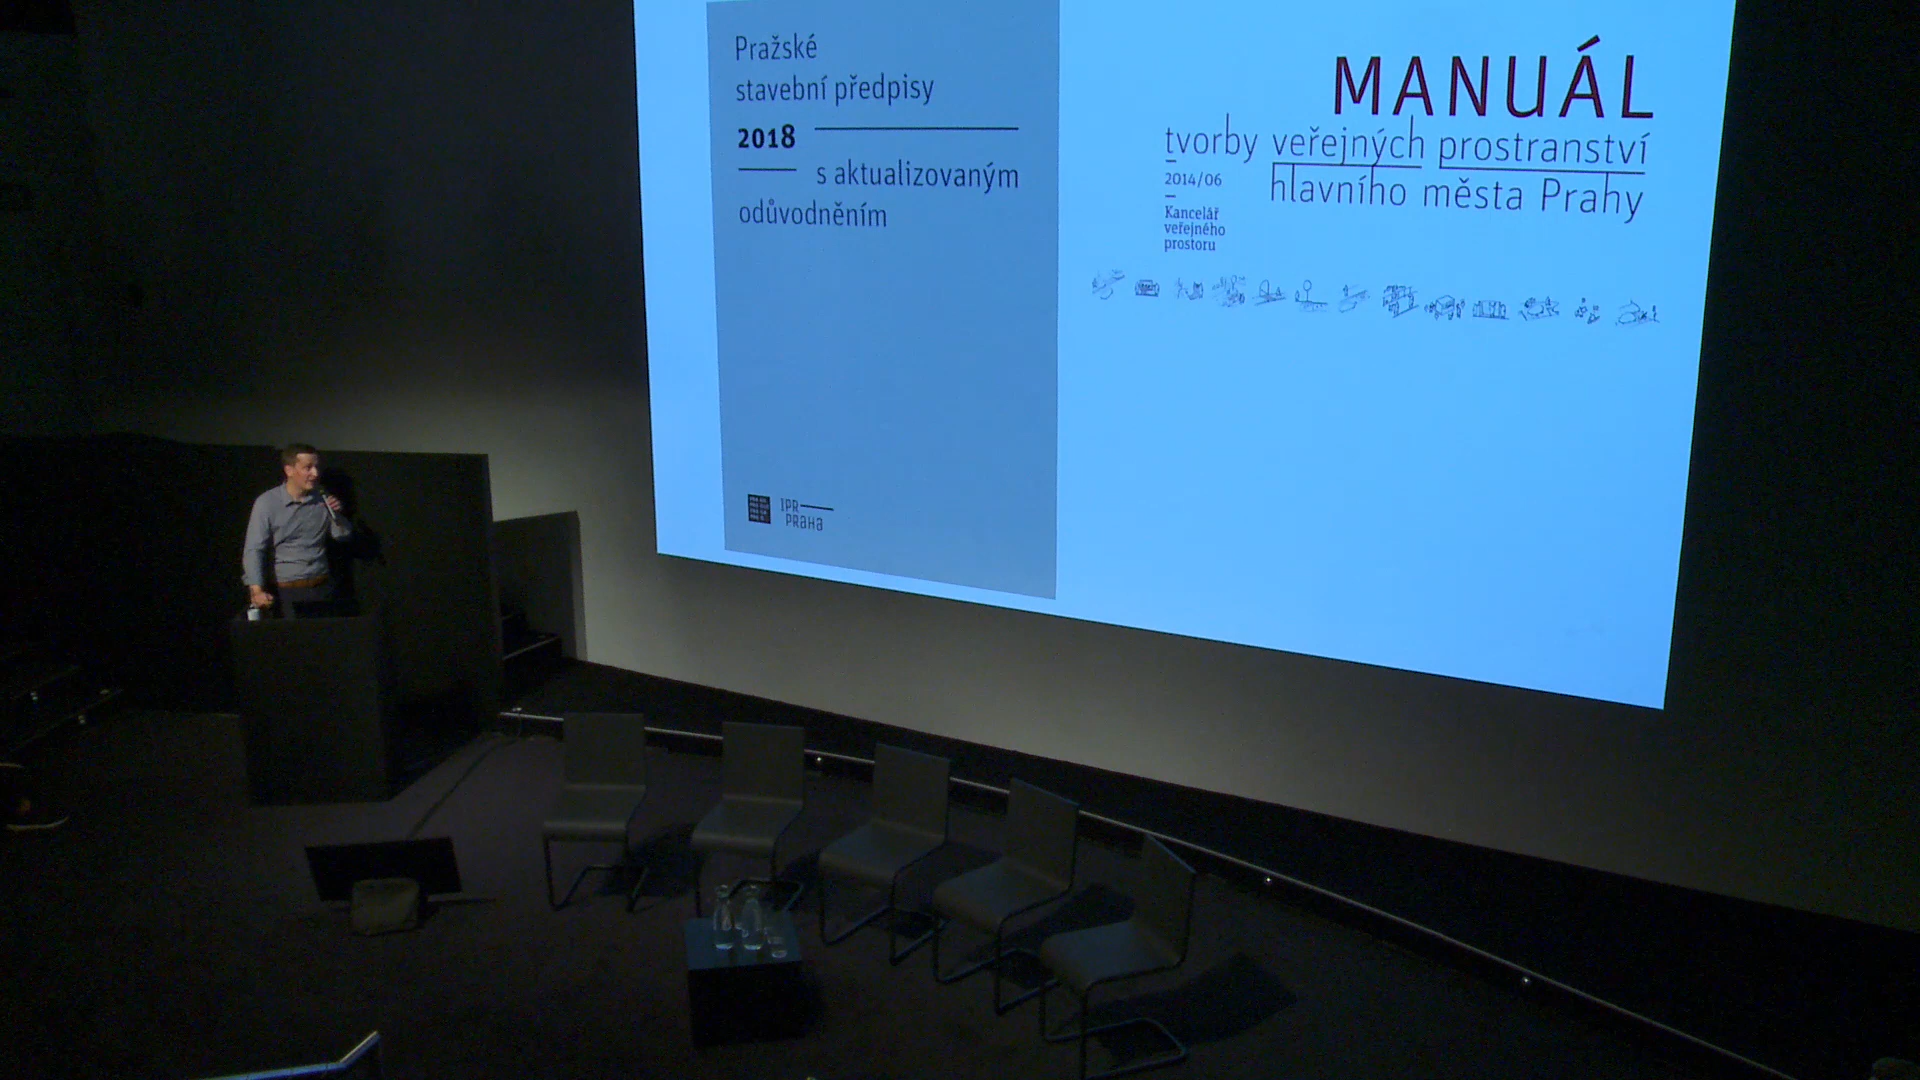 Pražské
stavební předpisy
2018
s aktualizovaným
odůvodněním
IPR
PRAHA
MANUÁL
tvorby veřejných prostranství
hlavního města Prahy
2014/06
Kancelář
veřejného
prostoru